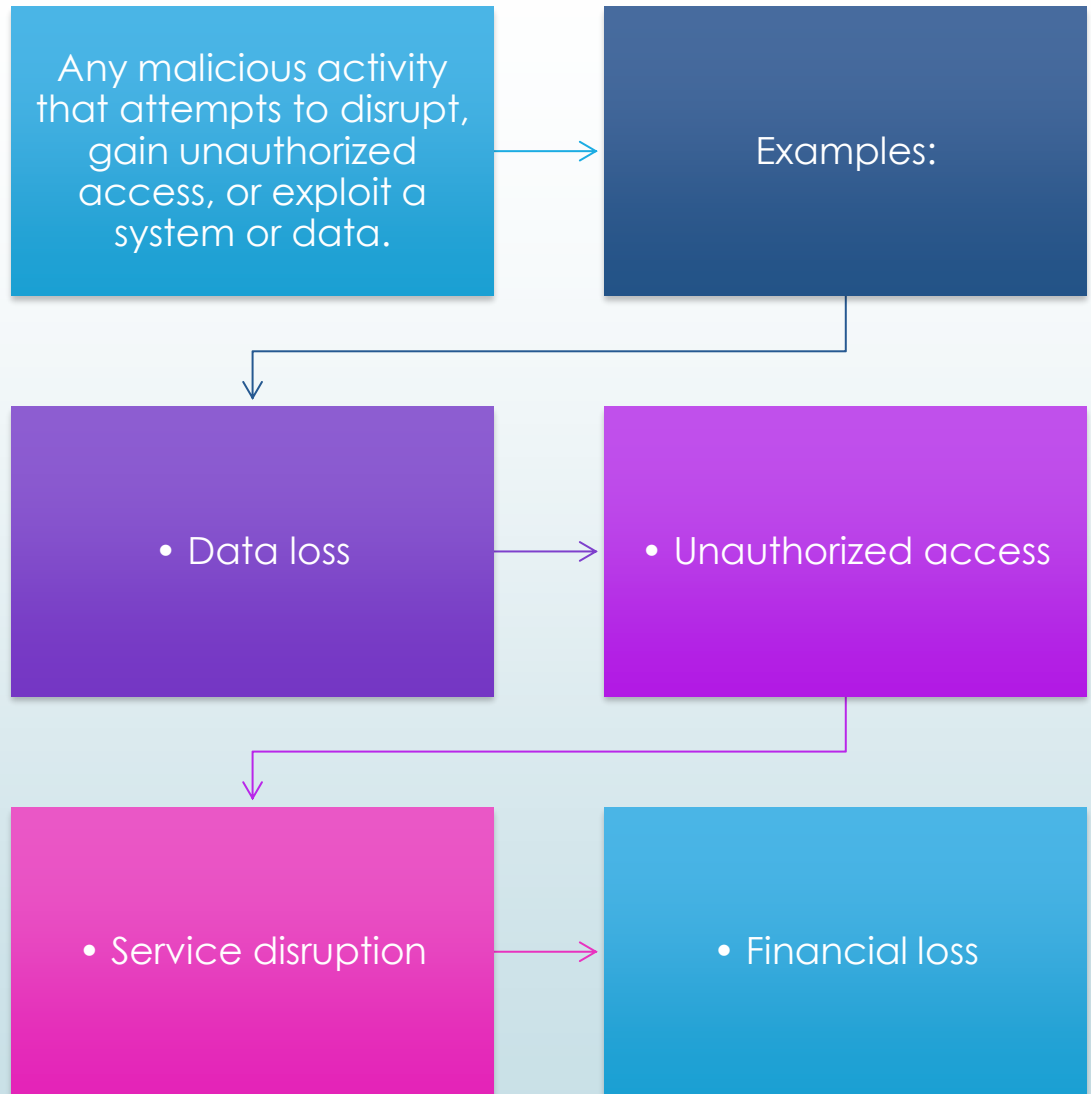 Any malicious activity
that attempts to disrupt,
gain unauthorized
access, or exploit a
system or data.
Examples:
• Data loss
• Unauthorized access
• Service disruption
• Financial loss